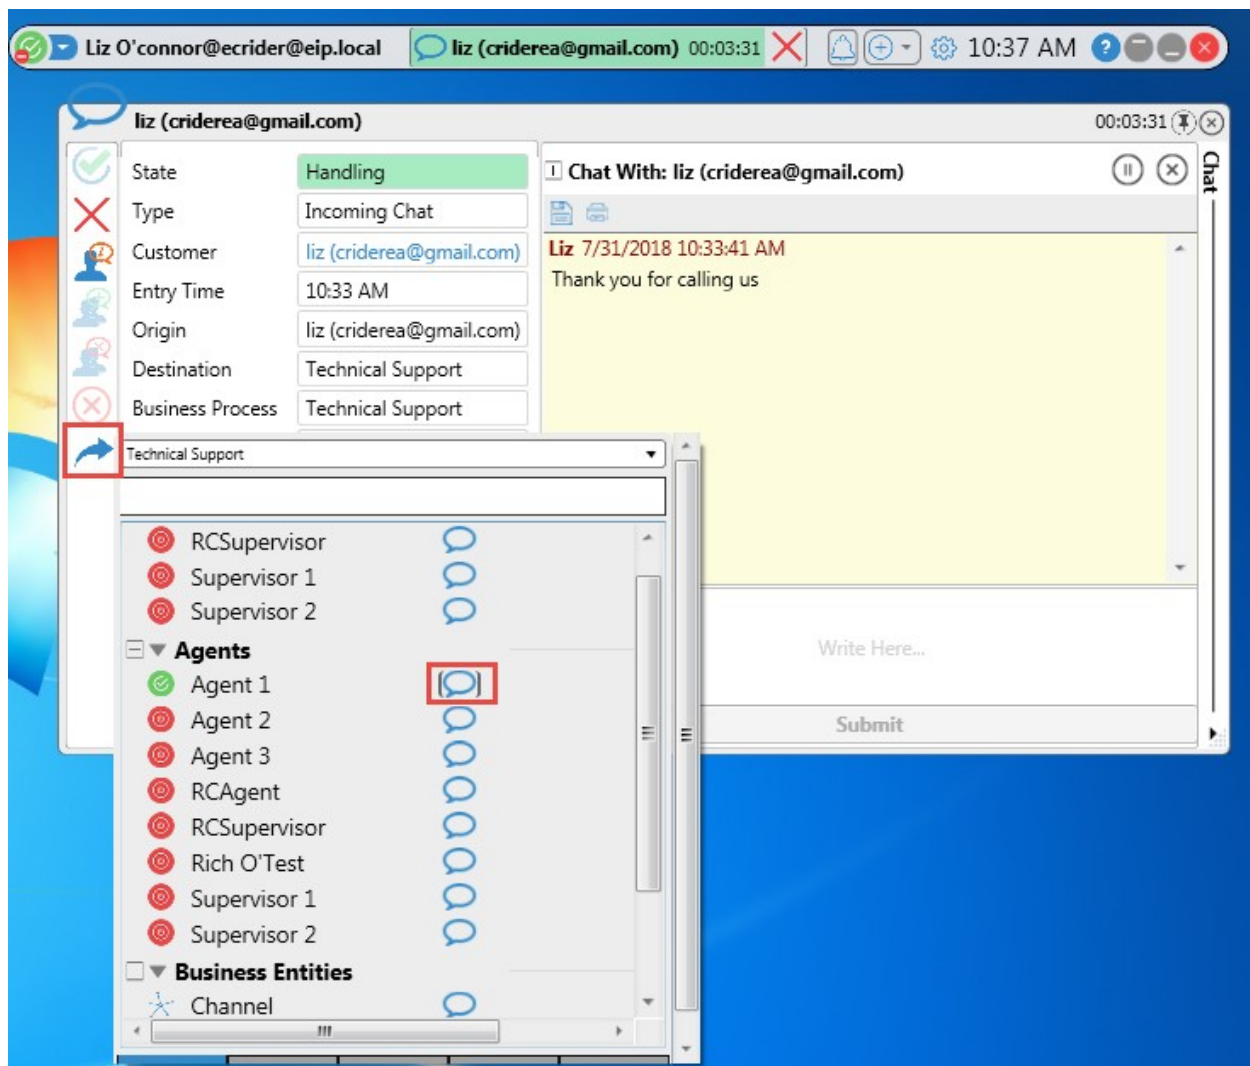 Liz O'connor@ecrider@eip.local liz (criderea@gmail.com) 00:03:31 10:37 AM ?
liz (criderea@gmail.com) 00:03:31
State Handling
Type Incoming Chat
Customer liz (criderea@gmail.com)
Entry Time 10:33 AM
Origin liz (criderea@gmail.com)
Destination Technical Support
Business Process Technical Support
Chat With: liz (criderea@gmail.com)
Chat
Liz 7/31/2018 10:33:41 AM
Thank you for calling us
Write Here...
Submit
Technical Support
RCSupervisor
Supervisor 1
Supervisor 2
Agents
Agent 1
Agent 2
Agent 3
RCAgent
RCSupervisor
Rich O'Test
Supervisor 1
Supervisor 2
Business Entities
Channel